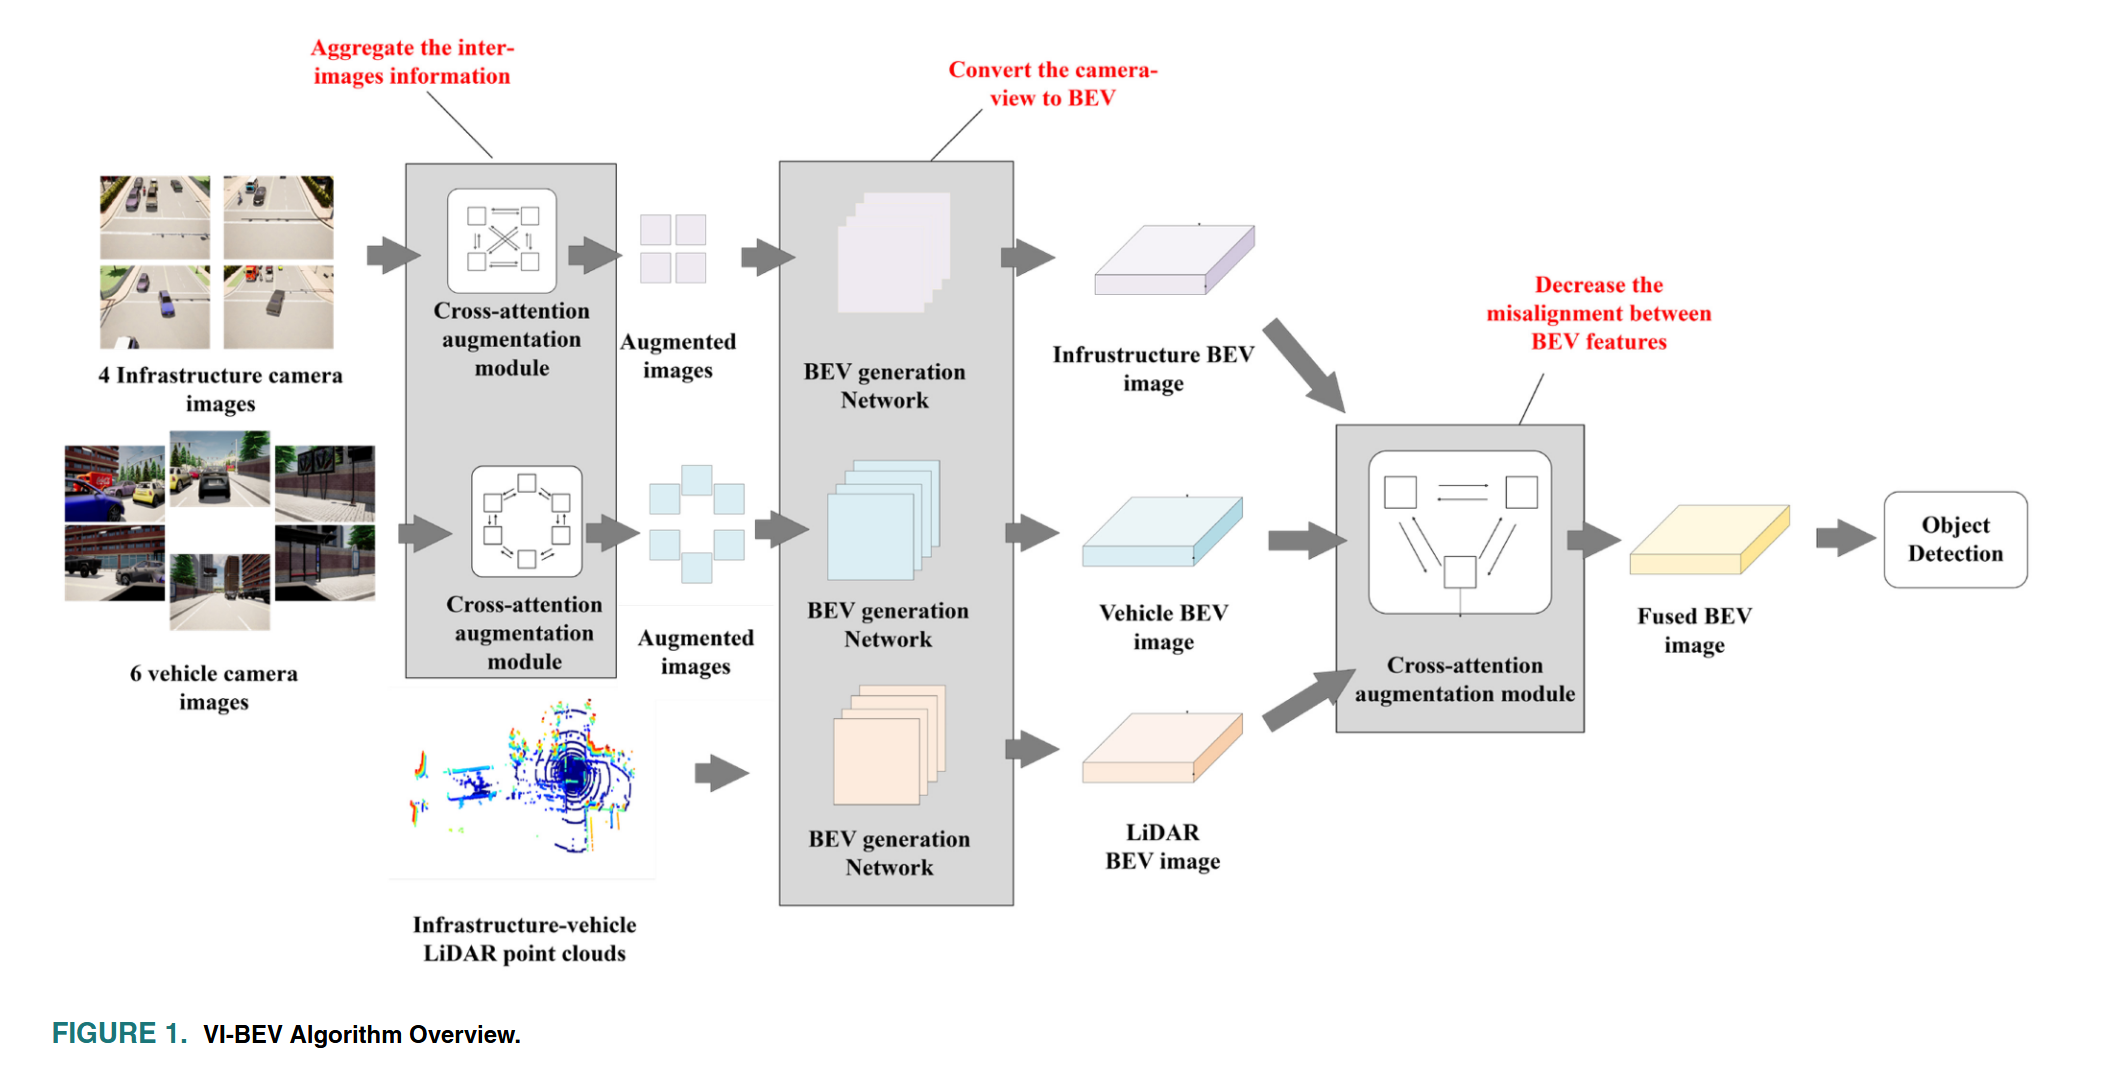 Aggregate the inter-
images information
Convert the camera-
view to BEV
4 Infrastructure camera
images
Cross-attention
augmentation
module
Augmented
images
BEV generation
Network
Infrustructure BEV
image
Decrease the
misalignment between
BEV features
6 vehicle camera
images
Cross-attention
augmentation
module
Augmented
images
BEV generation
Network
Vehicle BEV
image
Cross-attention
augmentation module
Fused BEV
image
Object
Detection
Infrastructure-vehicle
LiDAR point clouds
BEV generation
Network
LiDAR
BEV image
FIGURE 1. VI-BEV Algorithm Overview.